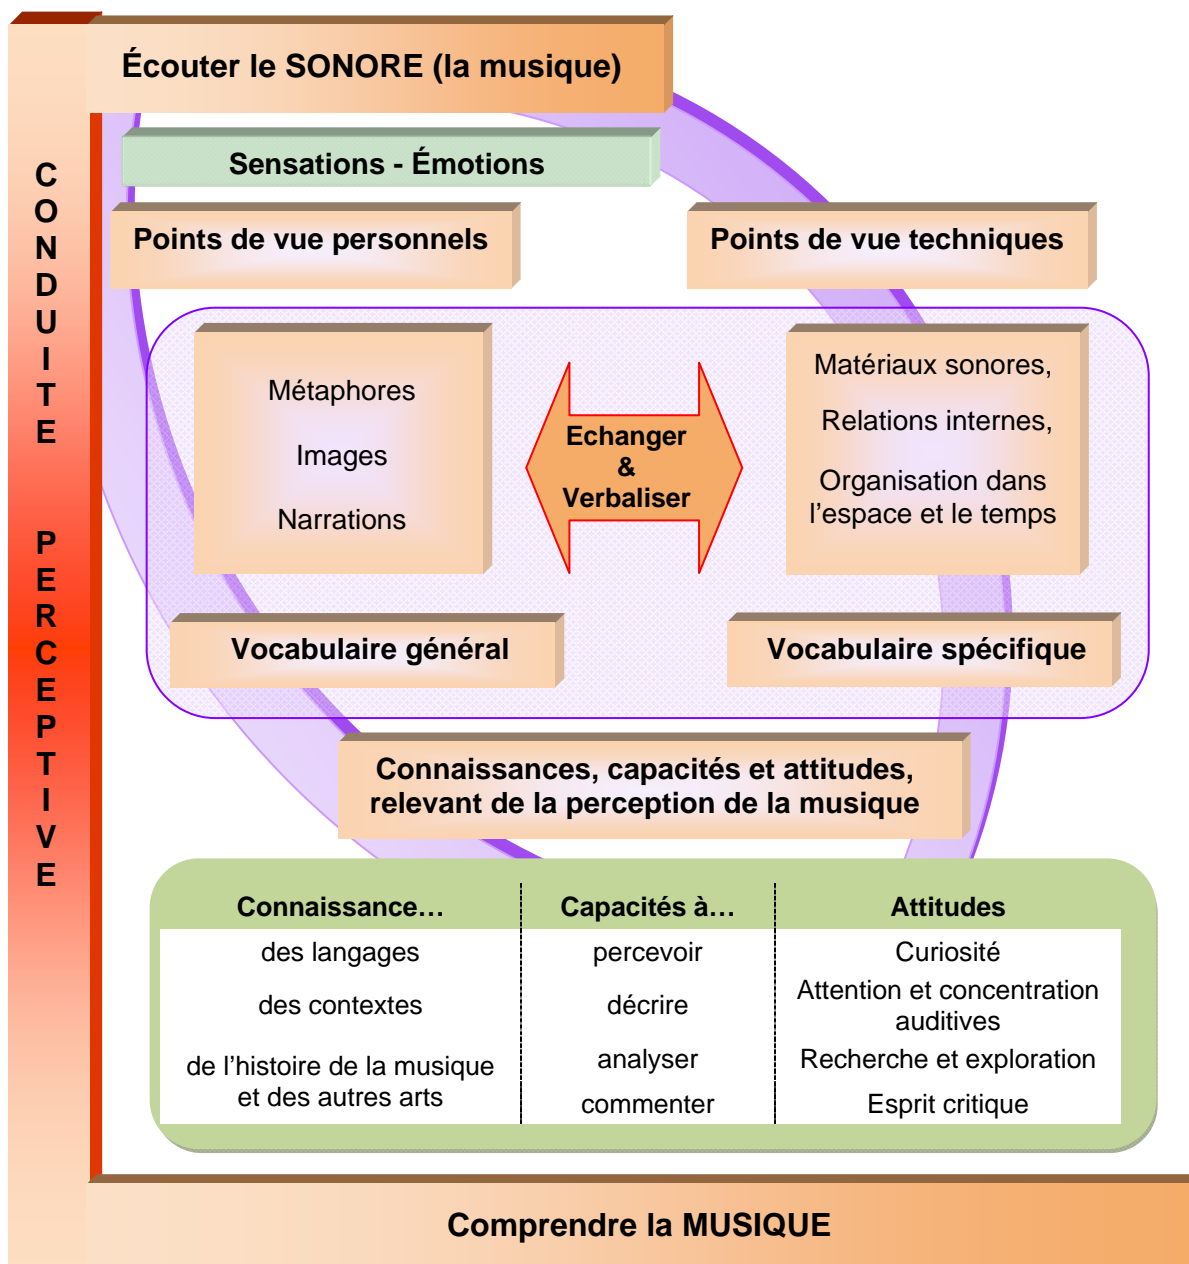 Écouter le SONORE (la musique)
Sensations - Émotions
CONDUITE PERCEPTIVE
Points de vue personnels
Points de vue techniques
Métaphores
Images
Narrations
Echanger
&
Verbaliser
Matériaux sonores,
Relations internes,
Organisation dans
l’espace et le temps
Vocabulaire général
Vocabulaire spécifique
Connaissances, capacités et attitudes,
relevant de la perception de la musique
Connaissance…
des langages
des contextes
de l’histoire de la musique
et des autres arts
Capacités à…
percevoir
décrire
analyser
commenter
Attitudes
Curiosité
Attention et concentration
auditives
Recherche et exploration
Esprit critique
Comprendre la MUSIQUE